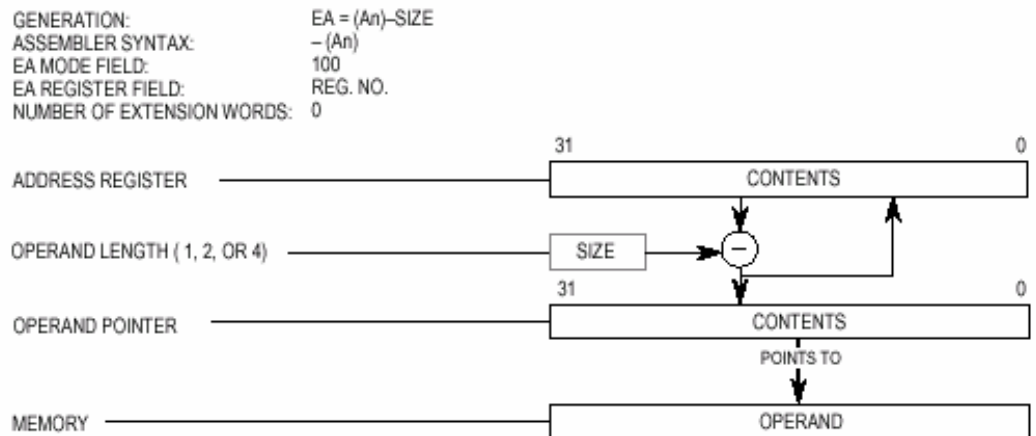 GENERATION: EA = (An)–SIZE
ASSEMBLER SYNTAX: – (An)
EA MODE FIELD: 100
EA REGISTER FIELD: REG. NO.
NUMBER OF EXTENSION WORDS: 0
31 0
ADDRESS REGISTER CONTENTS
OPERAND LENGTH ( 1, 2, OR 4) SIZE –
31 0
OPERAND POINTER CONTENTS
POINTS TO
MEMORY OPERAND